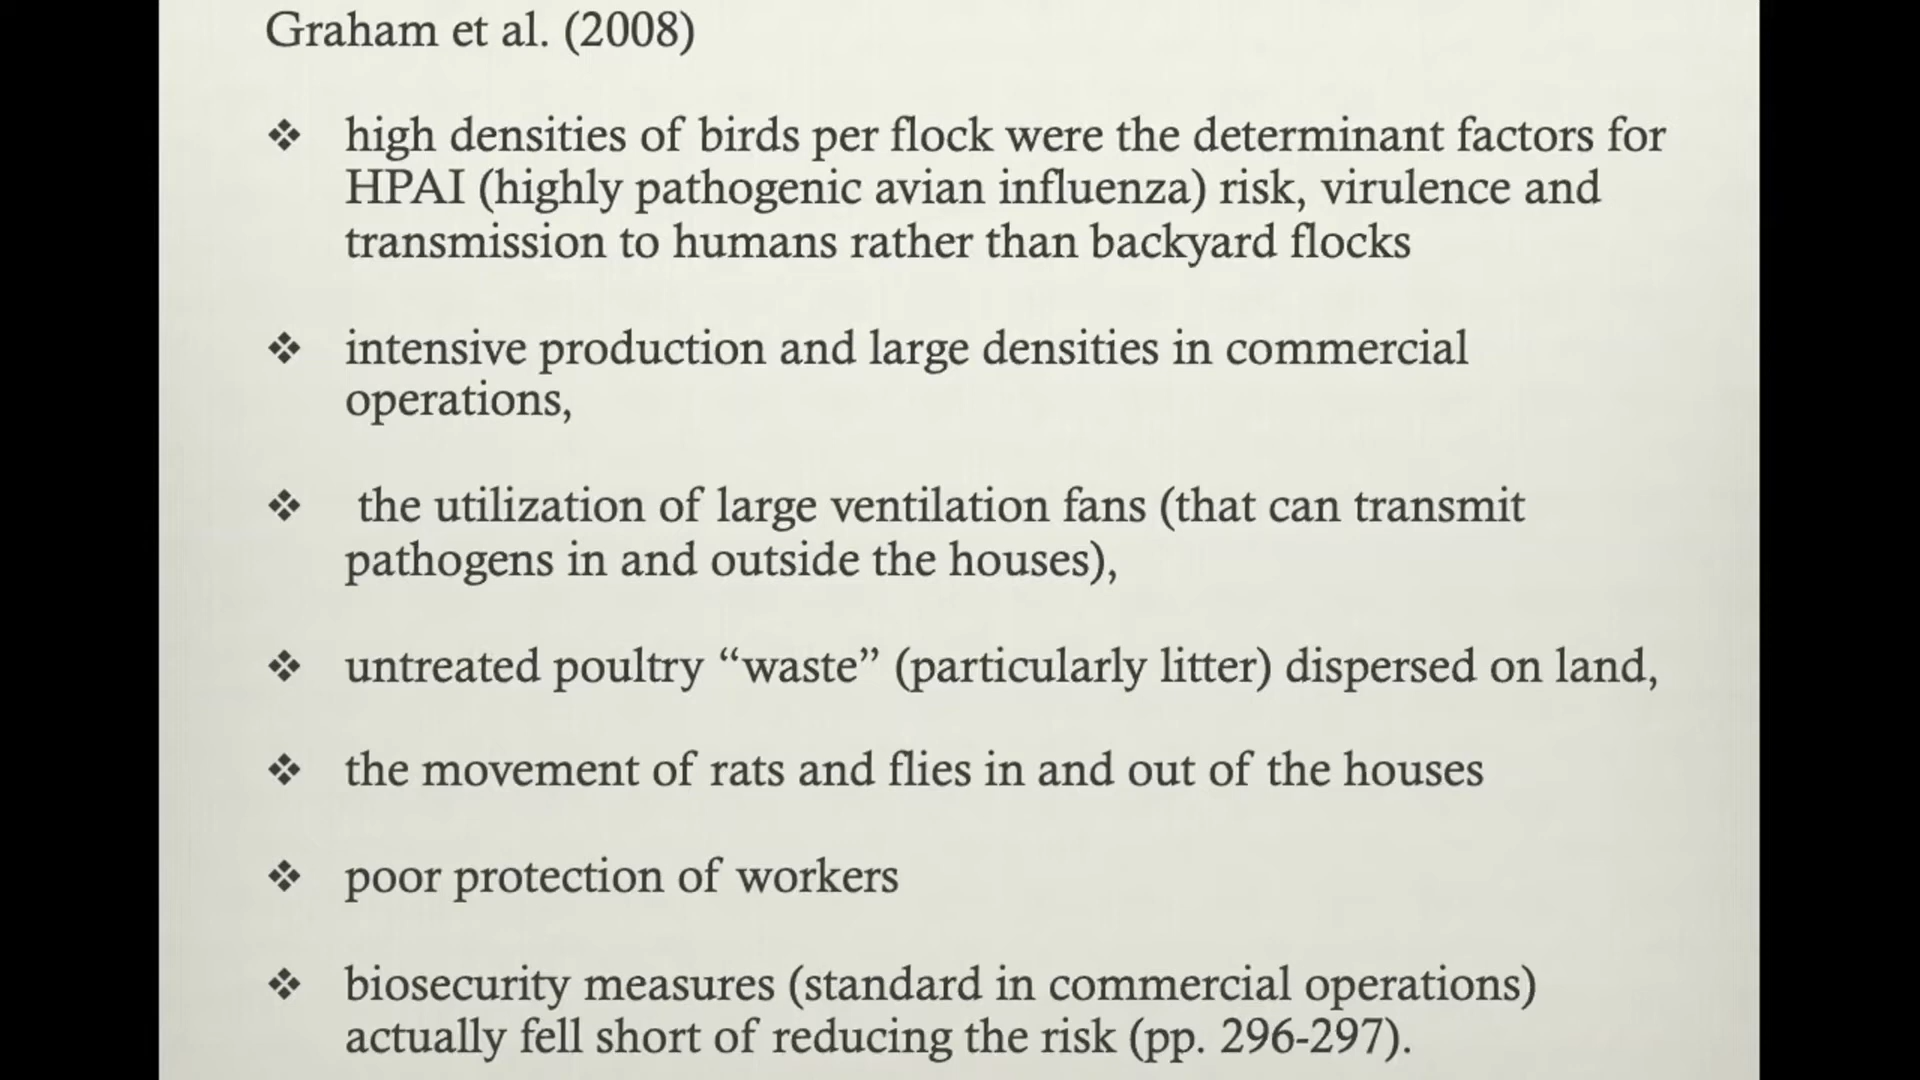 Graham et al. (2008)
❖ high densities of birds per flock were the determinant factors for
HPAI (highly pathogenic avian influenza) risk, virulence and
transmission to humans rather than backyard flocks
❖ intensive production and large densities in commercial
operations,
❖ the utilization of large ventilation fans (that can transmit
pathogens in and outside the houses),
❖ untreated poultry “waste” (particularly litter) dispersed on land,
❖ the movement of rats and flies in and out of the houses
❖ poor protection of workers
❖ biosecurity measures (standard in commercial operations)
actually fell short of reducing the risk (pp. 296-297).